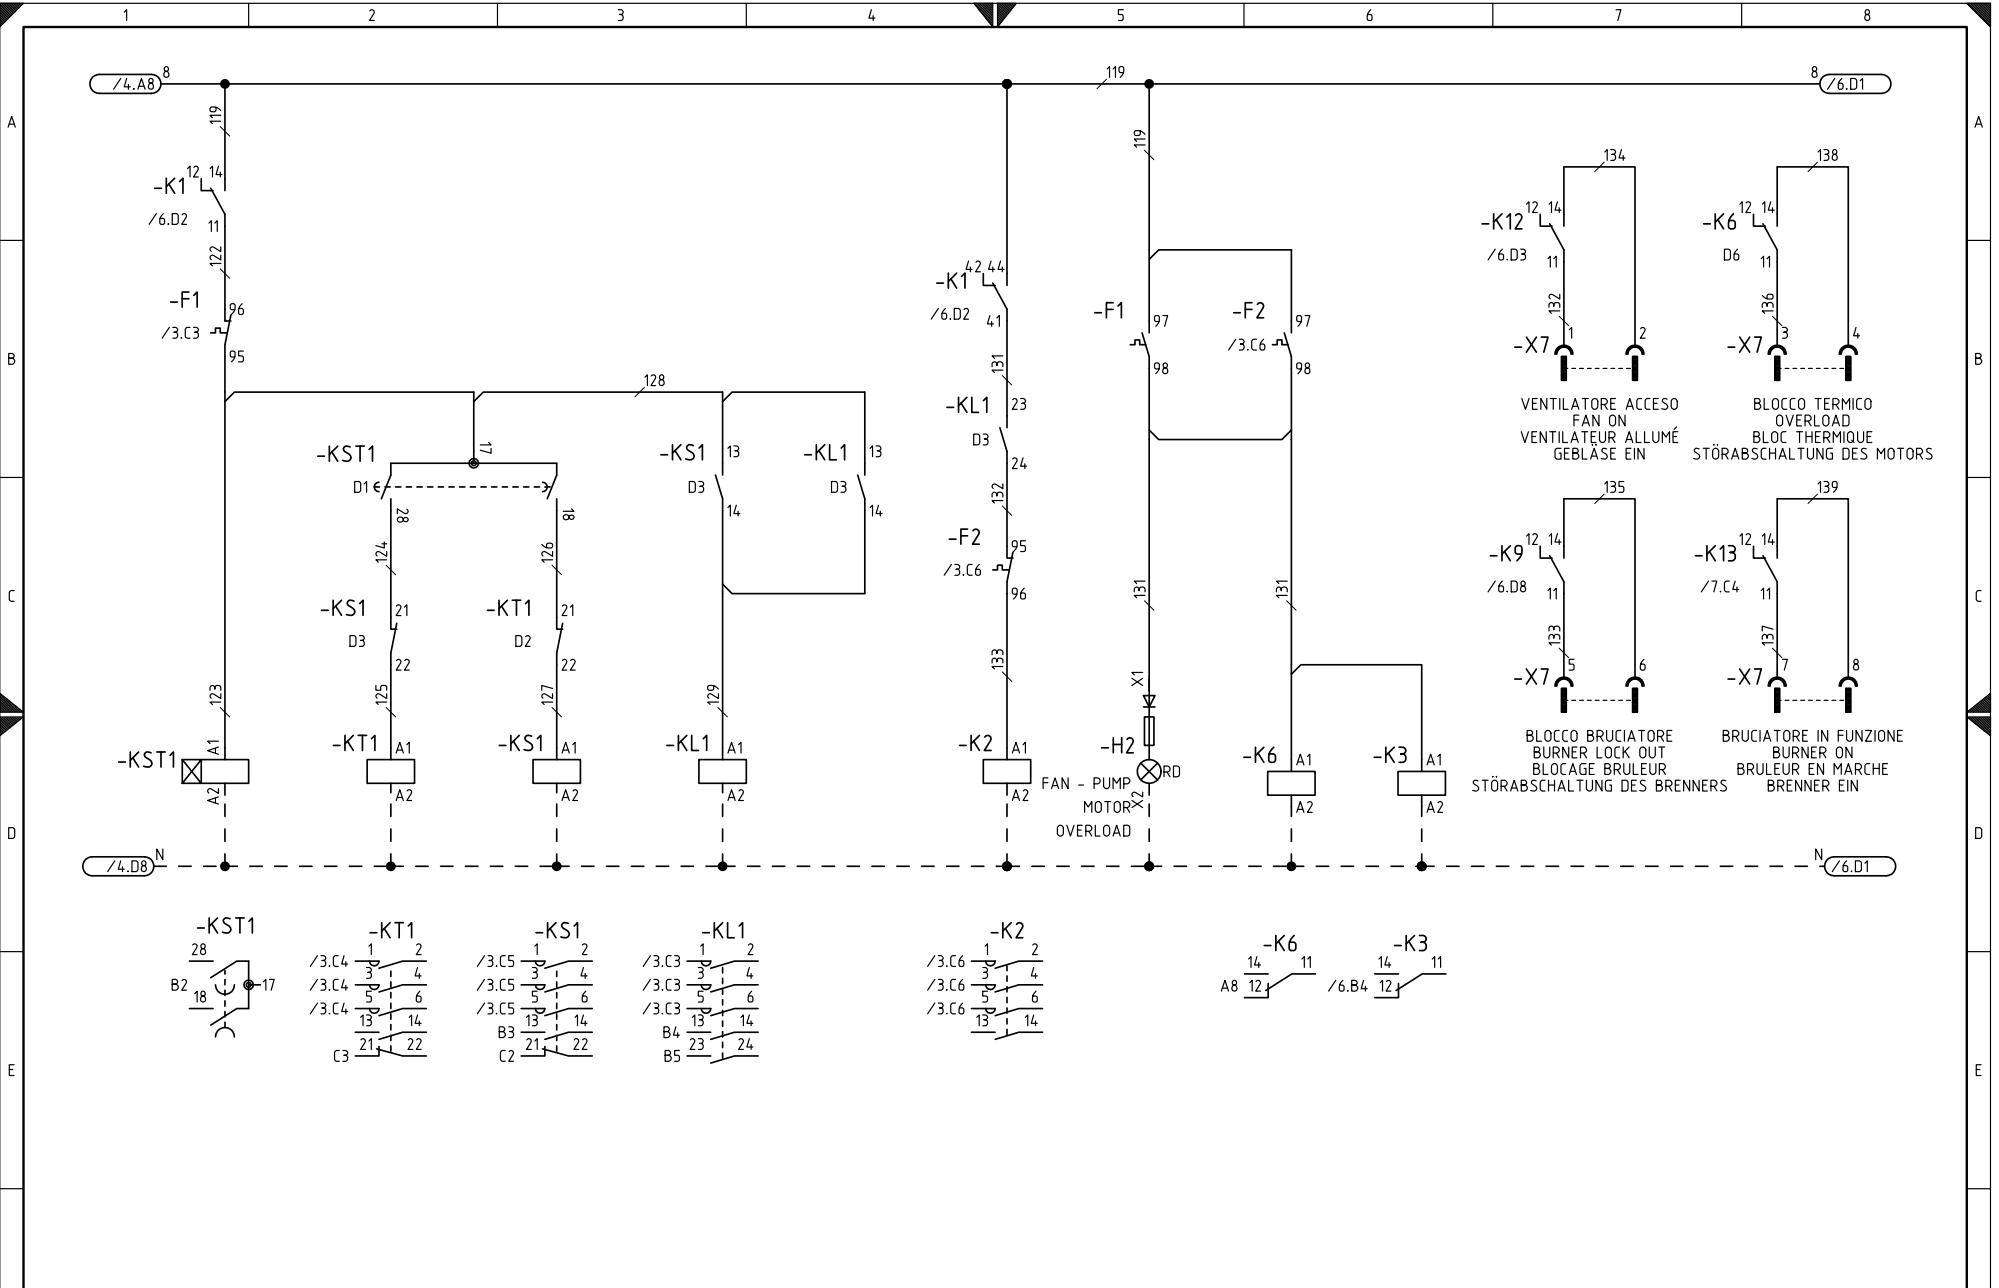 1 2 3 4 5 6 7 8
A A
B B
C C
D D
E E
/4.A8 8
119
8 /6.D1
119
-K1 12 14
/6.D2
11
122
-F1 96
/3.C3
95
128
-KST1 17
D1
28 18
124 126
-KS1 21
D3
22
-KT1 21
D2
22
-KS1 13
D3
14
-KL1 13
D3
14
123 125 127 129
-KST1 A1
A2
-KT1 A1
A2
-KS1 A1
A2
-KL1 A1
A2
-K1 42 44
/6.D2
41
131
-KL1 23
D3
24
132
-F2 95
/3.C6
96
133
-K2 A1
A2
119
-F1 97
98
-F2 97
/3.C6
98
131 131
X1
-H2
RD
X2
FAN - PUMP
MOTOR
OVERLOAD
-K6 A1
A2
-K3 A1
A2
134
-K12 12 14
/6.D3
11
132
-X7 1 2
VENTILATORE ACCESO
FAN ON
VENTILATEUR ALLUMÉ
GEBLÄSE EIN
138
-K6 12 14
D6
11
136
-X7 3 4
BLOCCO TERMICO
OVERLOAD
BLOC THERMIQUE
STÖRABSCHALTUNG DES MOTORS
135
-K9 12 14
/6.D8
11
133
-X7 5 6
BLOCCO BRUCIATORE
BURNER LOCK OUT
BLOCAGE BRULEUR
STÖRABSCHALTUNG DES BRENNERS
139
-K13 12 14
/7.C4
11
137
-X7 7 8
BRUCIATORE IN FUNZIONE
BURNER ON
BRULEUR EN MARCHE
BRENNER EIN
/4.D8 N
N /6.D1
-KST1
28
B2 17
18
-KT1
/3.C4 1 2
/3.C4 3 4
/3.C4 5 6
13 14
C3 21 22
-KS1
/3.C5 1 2
/3.C5 3 4
/3.C5 5 6
B3 13 14
C2 21 22
-KL1
/3.C3 1 2
/3.C3 3 4
/3.C3 5 6
B4 13 14
B5 23 24
-K2
/3.C6 1 2
/3.C6 3 4
/3.C6 5 6
13 14
-K6
14 11
A8 12
-K3
14 11
/6.B4 12